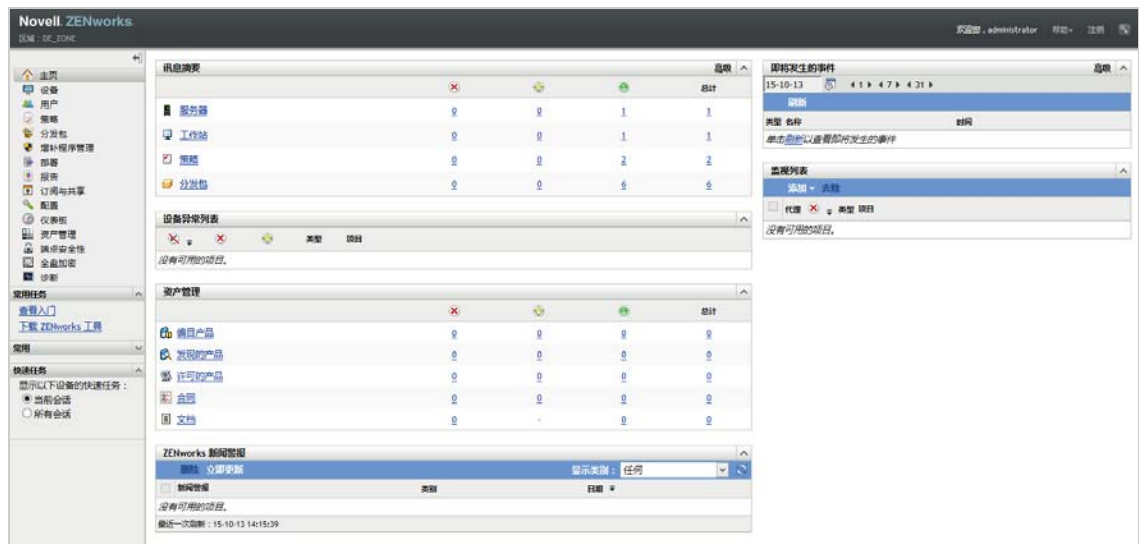 Novell. ZENworks.
区域 : DE_ZONE
欢迎您 , administrator 帮助 注销
主页
设备
用户
策略
分发包
增补程序管理
部署
报告
订阅与共享
配置
仪表板
资产管理
端点安全性
全盘加密
诊断
常用任务
查看入门
下载 ZENworks 工具
常用
快速任务
显示以下设备的快速任务 :
当前会话
所有会话
讯息摘要 高级
总计
服务器 0 0 1 1
工作站 0 0 1 1
策略 0 0 2 2
分发包 0 0 6 6
设备异常列表
类型 项目
没有可用的项目。
资产管理
总计
编目产品 0 0 0 0
发现的产品 0 0 0 0
许可的产品 0 0 0 0
合同 0 0 0 0
文档 0 - 0 0
ZENworks 新闻警报
删除 立即更新 显示类别 : 任何
新闻警报 类别 日期
没有可用的项目。
最近一次刷新 : 15-10-13 14:15:39
即将发生的事件 高级
15-10-13 1 7 31
刷新
类型 名称 时间
单击刷新以查看即将发生的事件
监视列表
添加 去除
代理 类型 项目
没有可用的项目。